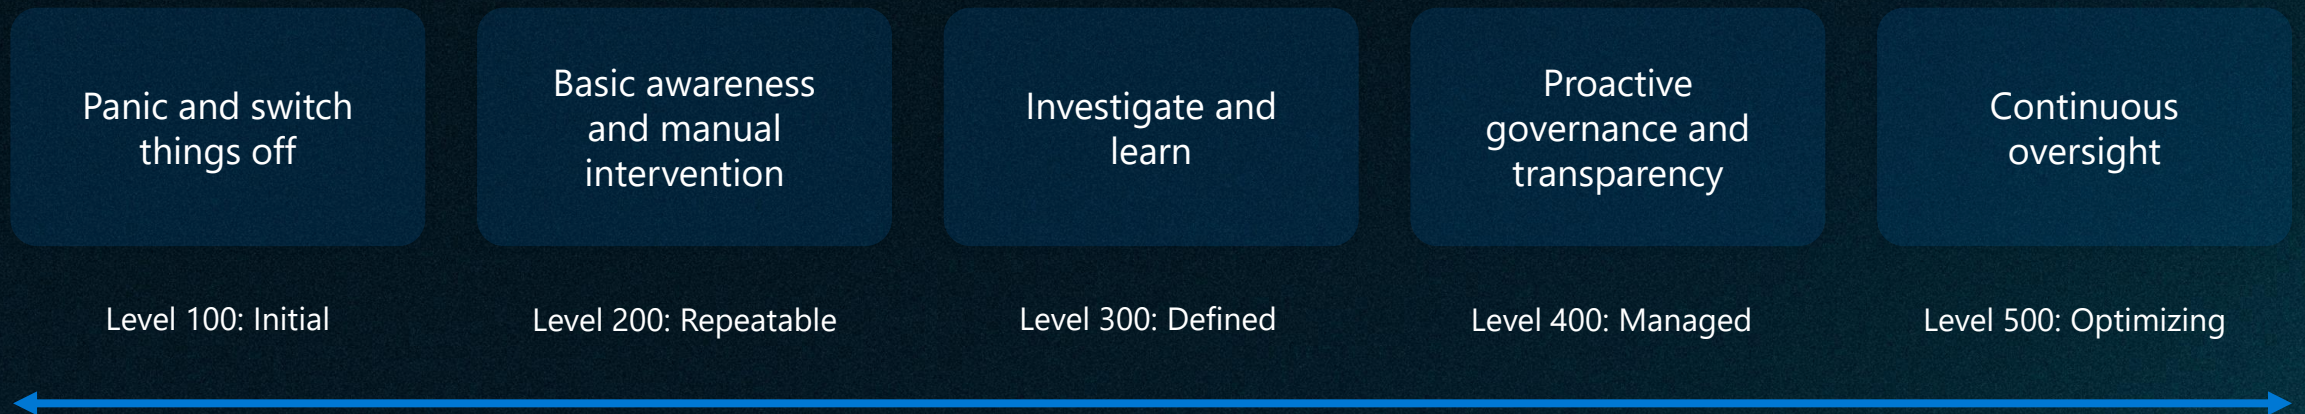 Panic and switch
things off
Basic awareness
and manual
intervention
Investigate and
learn
Proactive
governance and
transparency
Continuous
oversight
Level 100: Initial
Level 200: Repeatable
Level 300: Defined
Level 400: Managed
Level 500: Optimizing